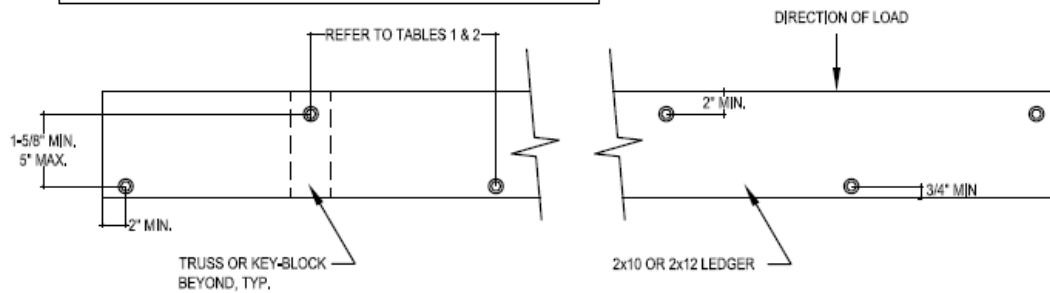 DIRECTION OF LOAD
REFER TO TABLES 1 & 2
2" MIN.
1-5/8" MIN.
5" MAX.
3/4" MIN
2" MIN.
TRUSS OR KEY-BLOCK
BEYOND, TYP.
2x10 OR 2x12 LEDGER